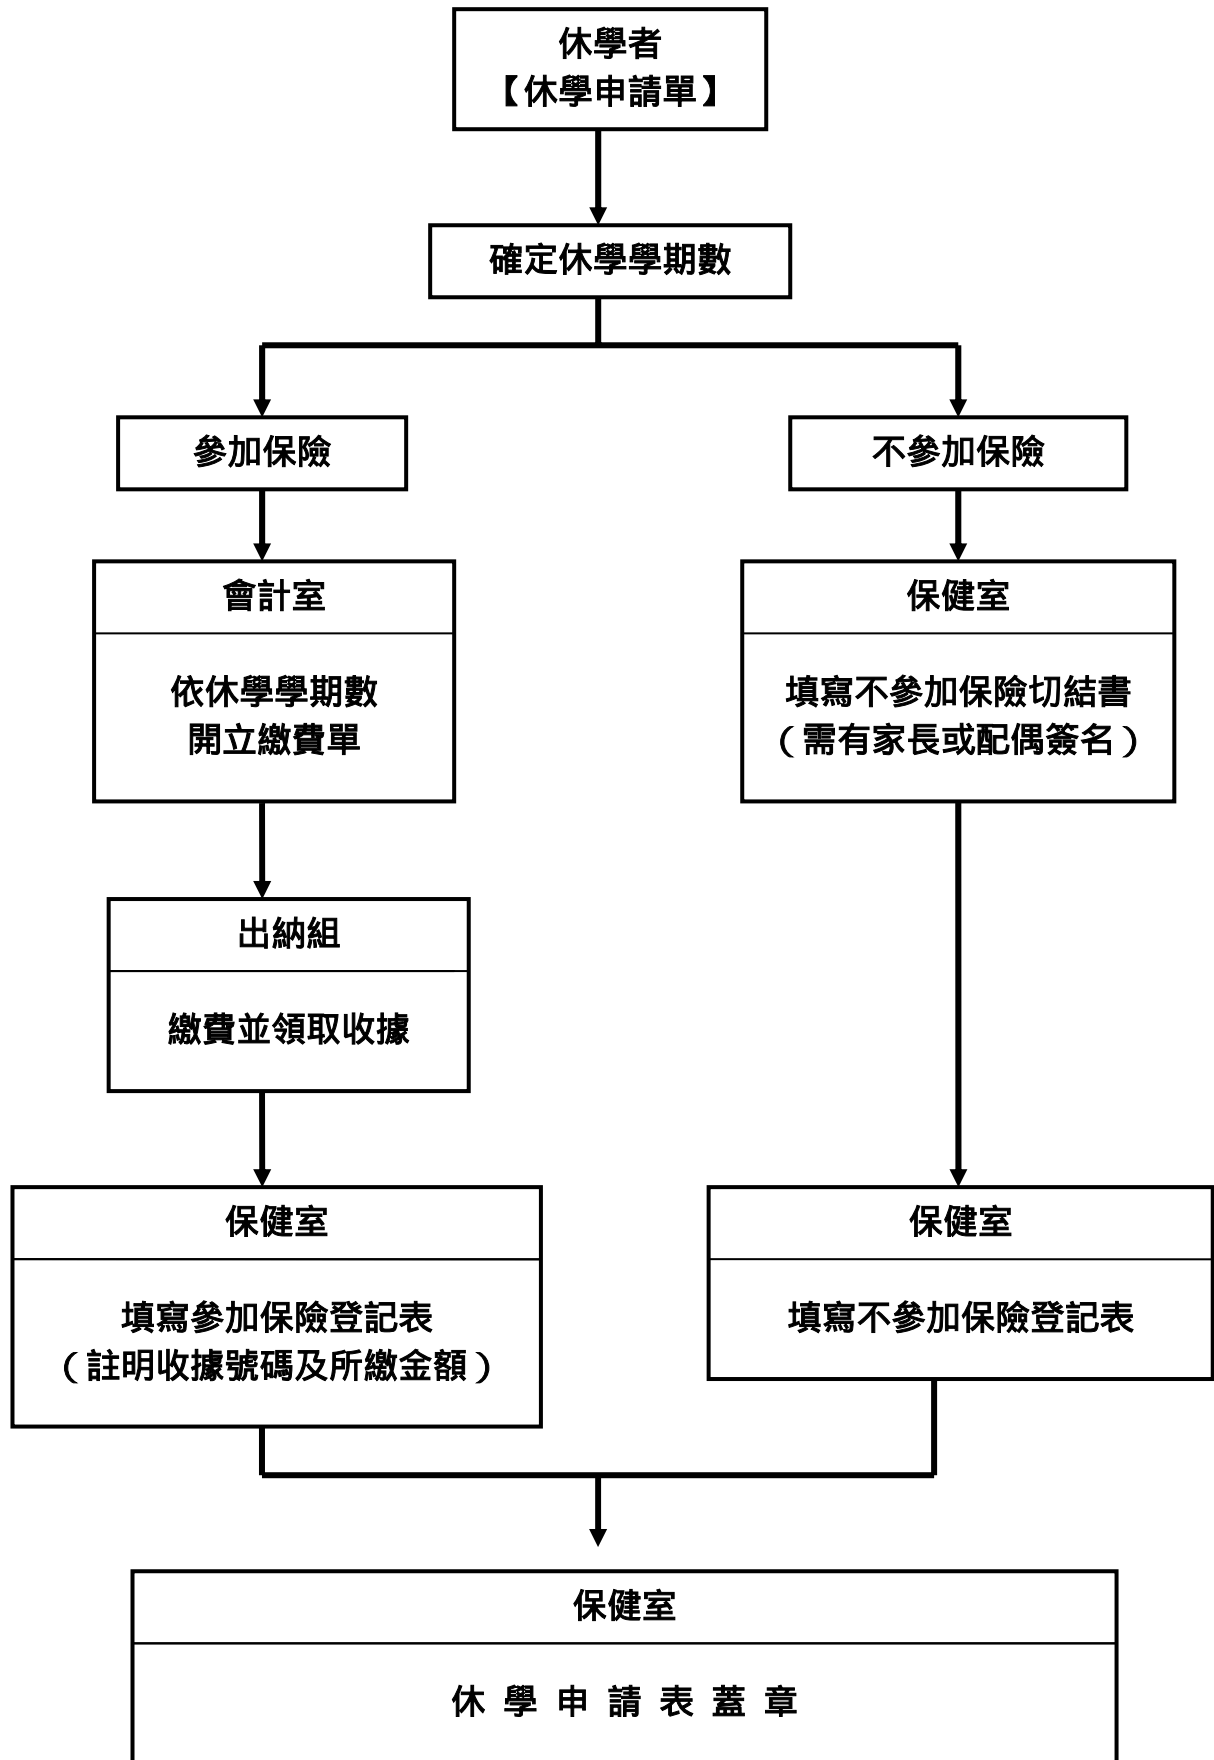 休學者
【休學申請單】
確定休學學期數
參加保險
不參加保險
會計室
依休學學期數
開立繳費單
保健室
填寫不參加保險切結書
（需有家長或配偶簽名）
出納組
繳費並領取收據
保健室
填寫參加保險登記表
（註明收據號碼及所繳金額）
保健室
填寫不參加保險登記表
保健室
休學申請表蓋章